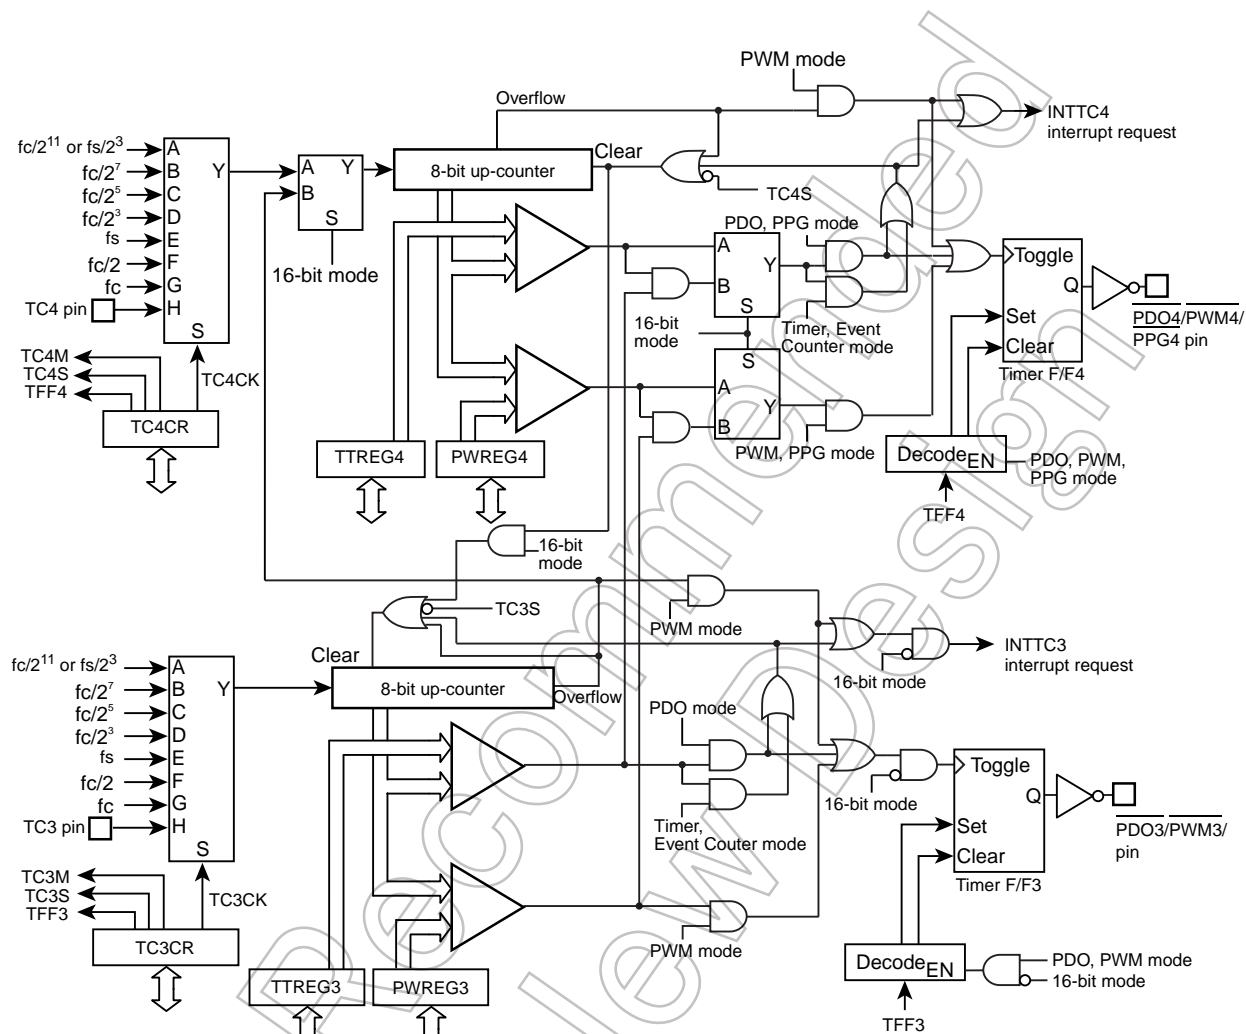 PWM mode
Overflow
INTTC4
interrupt request
fc/2¹¹ or fs/2³
fc/2⁷
fc/2⁵
fc/2³
fs
fc/2
fc
TC4 pin
A
B
C
D
E
F
G
H
Y
S
A
B
Y
S
16-bit mode
8-bit up-counter
Clear
TC4S
PDO, PPG mode
A
B
Y
S
16-bit
mode
Timer, Event
Counter mode
S
A
B
Y
PWM, PPG mode
Toggle
Q
Set
Clear
Timer F/F4
PDO4/PWM4/
PPG4 pin
TC4M
TC4S
TFF4
TC4CK
TC4CR
TTREG4
PWREG4
Decode EN
PDO, PWM,
PPG mode
TFF4
16-bit
mode
TC3S
PWM mode
INTTC3
interrupt request
16-bit mode
Clear
8-bit up-counter
Overflow
fc/2¹¹ or fs/2³
fc/2⁷
fc/2⁵
fc/2³
fs
fc/2
fc
TC3 pin
A
B
C
D
E
F
G
H
Y
S
PDO mode
Timer,
Event Couter mode
16-bit mode
Toggle
Q
Set
Clear
Timer F/F3
PDO3/PWM3/
pin
TC3M
TC3S
TFF3
TC3CK
TC3CR
TTREG3
PWREG3
PWM mode
Decode EN
PDO, PWM mode
16-bit mode
TFF3
Recommended
Design